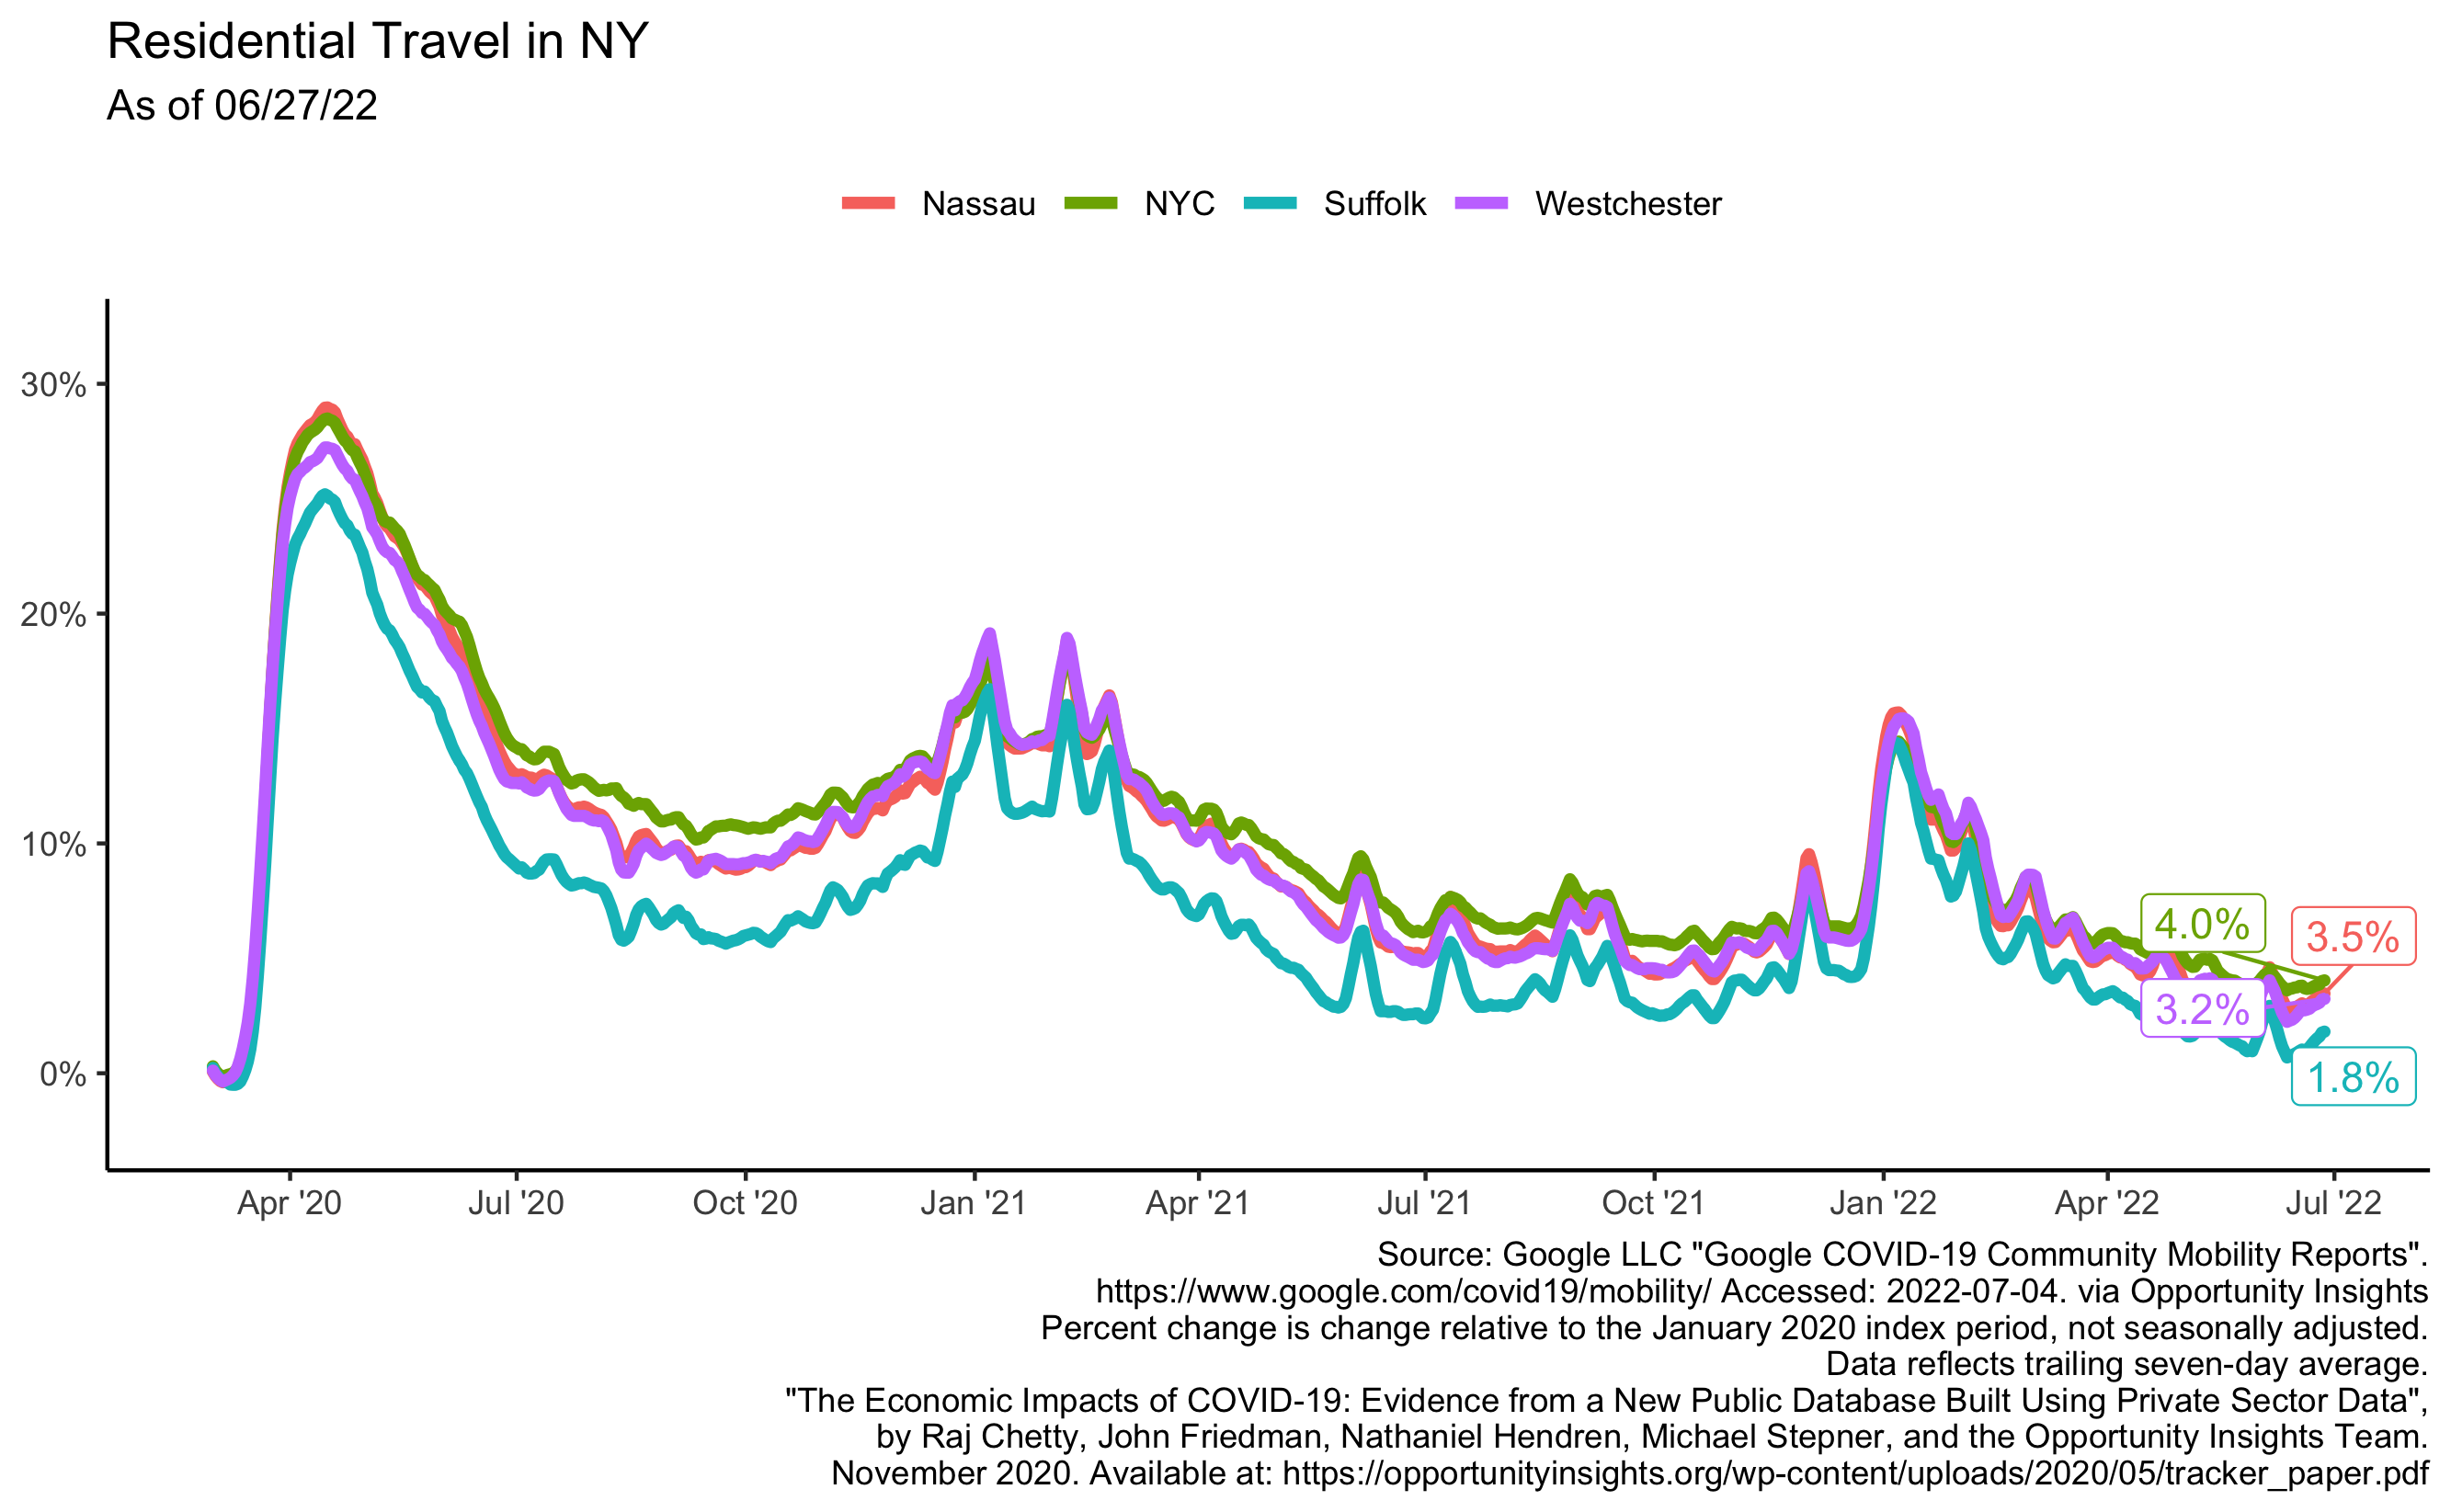 Residential Travel in NY
As of 06/27/22
Nassau NYC Suffolk Westchester
30%
20%
10%
0%
4.0%
3.5%
3.2%
1.8%
Apr '20 Jul '20 Oct '20 Jan '21 Apr '21 Jul '21 Oct '21 Jan '22 Apr '22 Jul '22
Source: Google LLC "Google COVID-19 Community Mobility Reports".
https://www.google.com/covid19/mobility/ Accessed: 2022-07-04. via Opportunity Insights
Percent change is change relative to the January 2020 index period, not seasonally adjusted.
Data reflects trailing seven-day average.
"The Economic Impacts of COVID-19: Evidence from a New Public Database Built Using Private Sector Data",
by Raj Chetty, John Friedman, Nathaniel Hendren, Michael Stepner, and the Opportunity Insights Team.
November 2020. Available at: https://opportunityinsights.org/wp-content/uploads/2020/05/tracker_paper.pdf